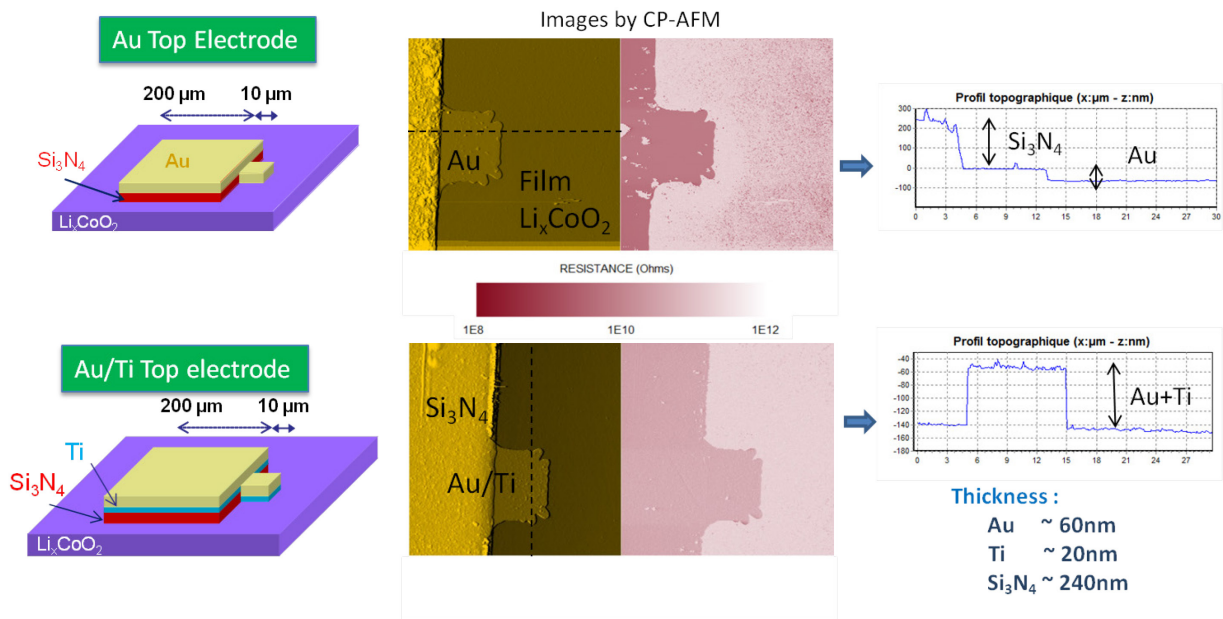 Images by CP-AFM
Au Top Electrode
200 µm 10 µm
Au
Si3N4
LixCoO2
Au
Film
LixCoO2
Profil topographique (x:µm - z:nm)
300
200
100
0
-100
Si3N4
Au
0 3 6 9 12 15 18 21 24 27 30
RESISTANCE (Ohms)
1E8 1E10 1E12
Au/Ti Top electrode
200 µm 10 µm
Ti
Si3N4
LixCoO2
Si3N4
Au/Ti
Profil topographique (x:µm - z:nm)
-40
-60
-80
-100
-120
-140
-160
-180
Au+Ti
0 3 6 9 12 15 18 21 24 27
Thickness :
Au ~ 60nm
Ti ~ 20nm
Si3N4 ~ 240nm